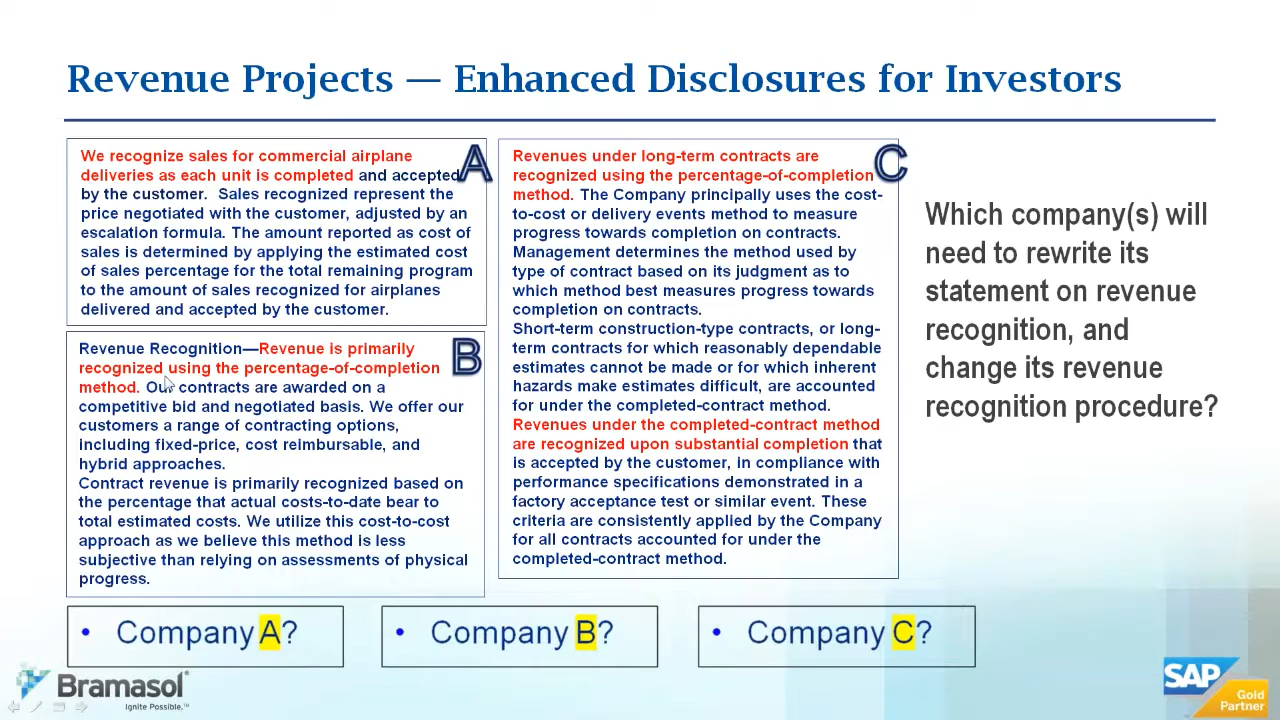 Revenue Projects — Enhanced Disclosures for Investors
We recognize sales for commercial airplane
deliveries as each unit is completed and accepted
by the customer. Sales recognized represent the
price negotiated with the customer, adjusted by an
escalation formula. The amount reported as cost of
sales is determined by applying the estimated cost
of sales percentage for the total remaining program
to the amount of sales recognized for airplanes
delivered and accepted by the customer.
A
Revenue Recognition—Revenue is primarily
recognized using the percentage-of-completion
method. Our contracts are awarded on a
competitive bid and negotiated basis. We offer our
customers a range of contracting options,
including fixed-price, cost reimbursable, and
hybrid approaches.
Contract revenue is primarily recognized based on
the percentage that actual costs-to-date bear to
total estimated costs. We utilize this cost-to-cost
approach as we believe this method is less
subjective than relying on assessments of physical
progress.
B
Revenues under long-term contracts are
recognized using the percentage-of-completion
method. The Company principally uses the cost-
to-cost or delivery events method to measure
progress towards completion on contracts.
Management determines the method used by
type of contract based on its judgment as to
which method best measures progress towards
completion on contracts.
Short-term construction-type contracts, or long-
term contracts for which reasonably dependable
estimates cannot be made or for which inherent
hazards make estimates difficult, are accounted
for under the completed-contract method.
Revenues under the completed-contract method
are recognized upon substantial completion that
is accepted by the customer, in compliance with
performance specifications demonstrated in a
factory acceptance test or similar event. These
criteria are consistently applied by the Company
for all contracts accounted for under the
completed-contract method.
C
Which company(s) will
need to rewrite its
statement on revenue
recognition, and
change its revenue
recognition procedure?
• Company A?
• Company B?
• Company C?
Bramasol®
Ignite Possible.™
SAP
Gold
Partner